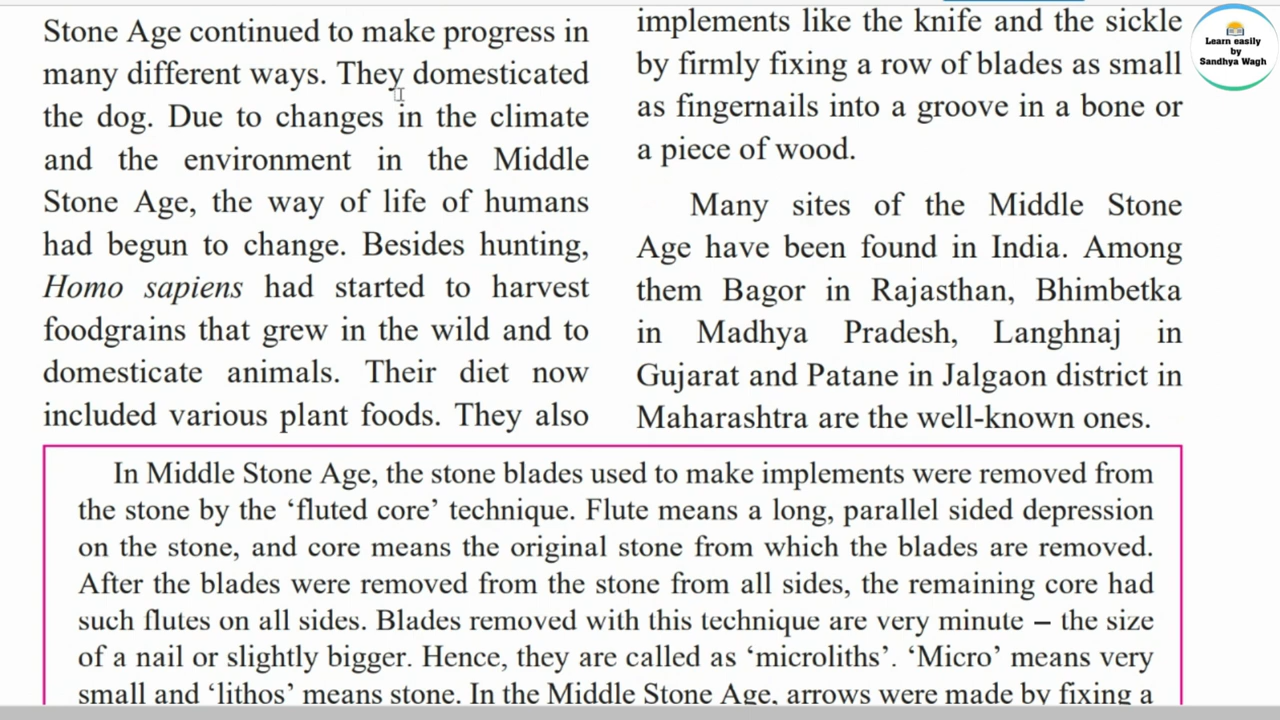 Stone Age continued to make progress in
many different ways. They domesticated
the dog. Due to changes in the climate
and the environment in the Middle
Stone Age, the way of life of humans
had begun to change. Besides hunting,
Homo sapiens had started to harvest
foodgrains that grew in the wild and to
domesticate animals. Their diet now
included various plant foods. They also
implements like the knife and the sickle
by firmly fixing a row of blades as small
as fingernails into a groove in a bone or
a piece of wood.
Many sites of the Middle Stone
Age have been found in India. Among
them Bagor in Rajasthan, Bhimbetka
in Madhya Pradesh, Langhnaj in
Gujarat and Patane in Jalgaon district in
Maharashtra are the well-known ones.
In Middle Stone Age, the stone blades used to make implements were removed from
the stone by the ‘fluted core’ technique. Flute means a long, parallel sided depression
on the stone, and core means the original stone from which the blades are removed.
After the blades were removed from the stone from all sides, the remaining core had
such flutes on all sides. Blades removed with this technique are very minute – the size
of a nail or slightly bigger. Hence, they are called as ‘microliths’. ‘Micro’ means very
small and ‘lithos’ means stone. In the Middle Stone Age, arrows were made by fixing a
Learn easily
by
Sandhya Wagh